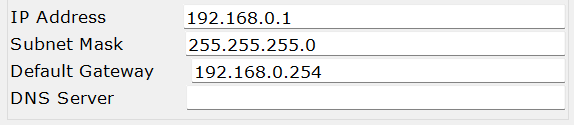 IP Address 192.168.0.1
Subnet Mask 255.255.255.0
Default Gateway 192.168.0.254
DNS Server